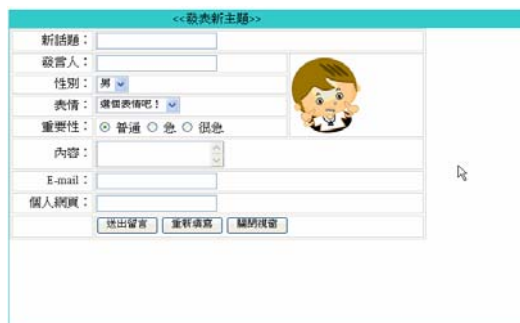 <<發表新主題>>
新話題：
發言人：
性別： 男
表情： 選個表情吧！
重要性： 普通 急 很急
內容：
E-mail：
個人網頁：
送出留言 重新填寫 關閉視窗